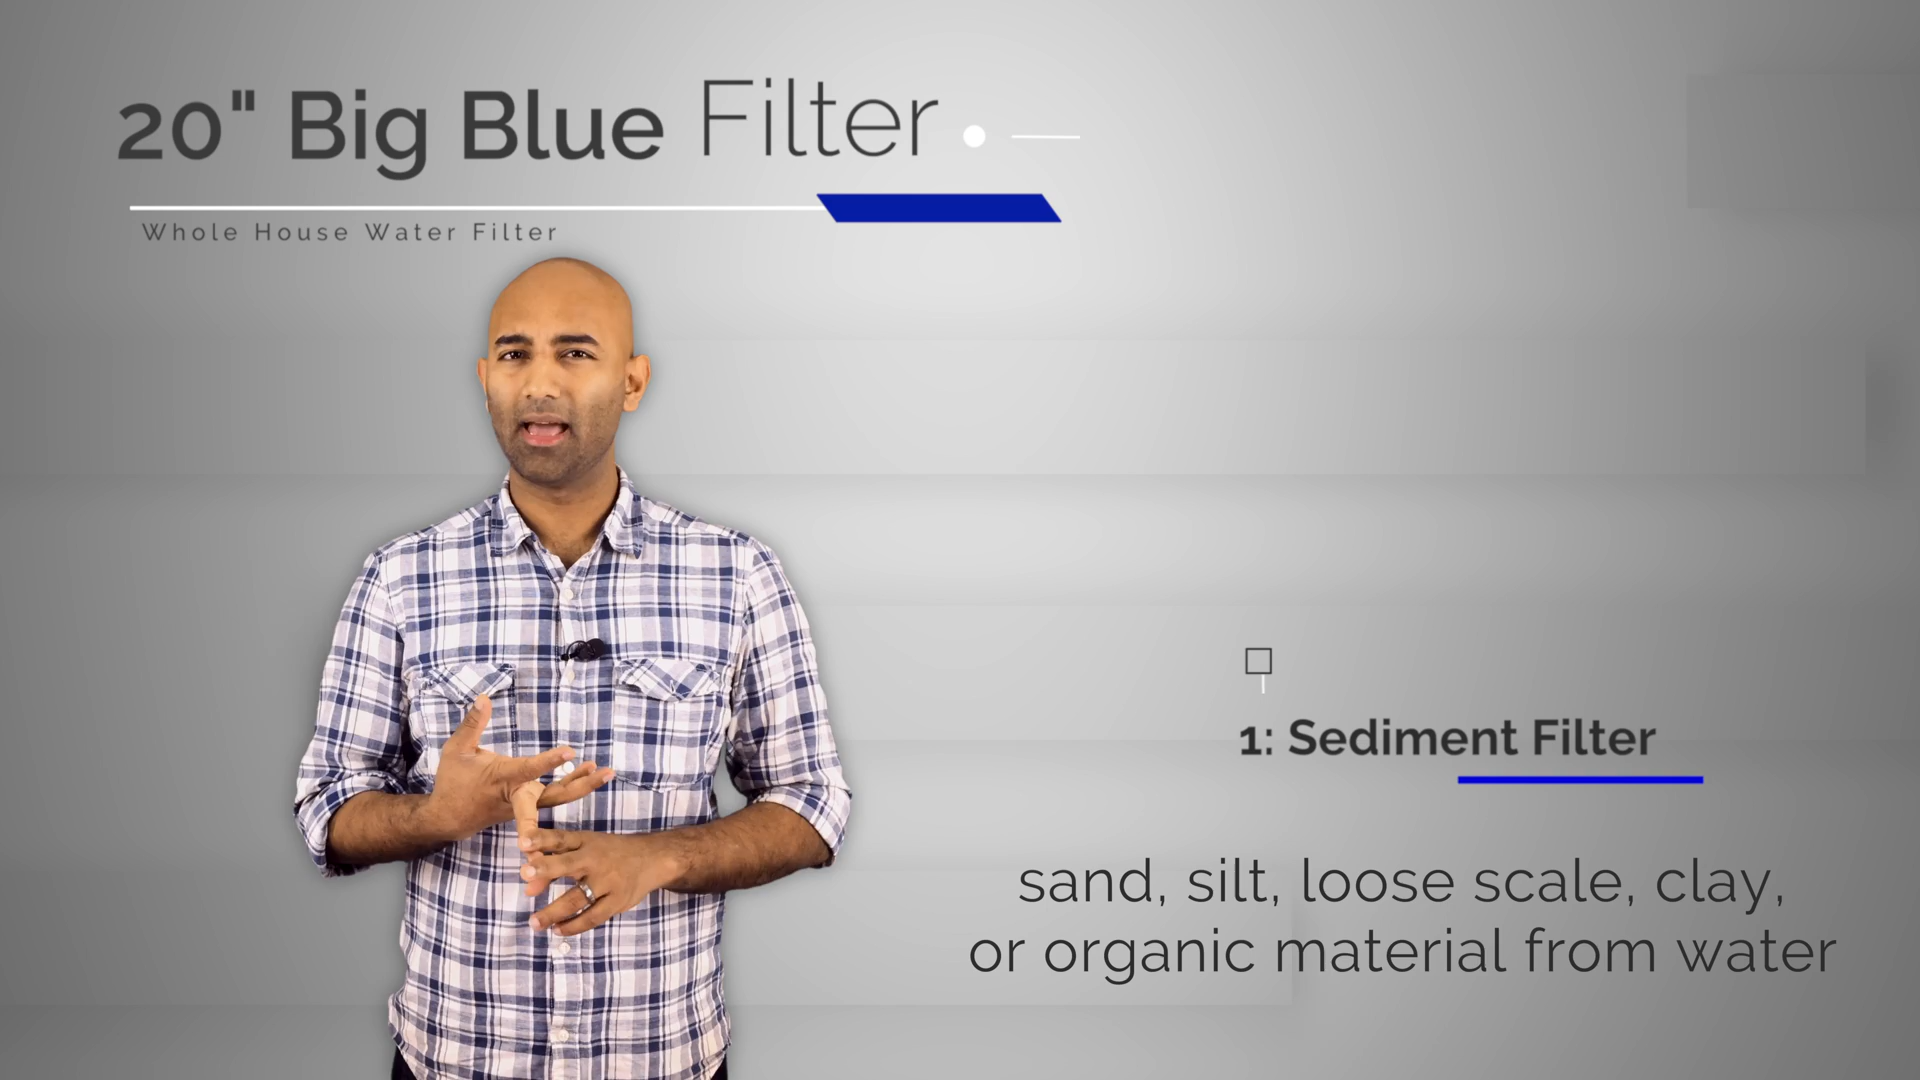 20" Big Blue Filter
Whole House Water Filter
1: Sediment Filter
sand, silt, loose scale, clay,
or organic material from water